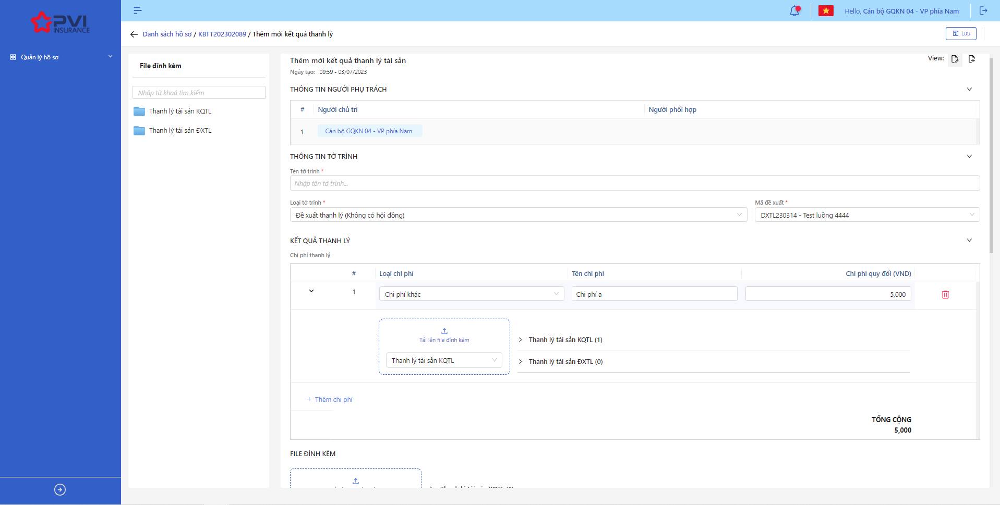 PVI
INSURANCE
Hello, Cán bộ GQKN 04 - VP phía Nam
Danh sách hồ sơ / KBTT202302089 / Thêm mới kết quả thanh lý
Lưu
Quản lý hồ sơ
File đính kèm
Nhập từ khoá tìm kiếm
Thanh lý tài sản KQTL
Thanh lý tài sản ĐXTL
Thêm mới kết quả thanh lý tài sản
View:
Ngày tạo: 09:59 - 03/07/2023
THÔNG TIN NGƯỜI PHỤ TRÁCH
# Người chủ trì Người phối hợp
1 Cán bộ GQKN 04 - VP phía Nam
THÔNG TIN TỜ TRÌNH
Tên tờ trình *
Nhập tên tờ trình...
Loại tờ trình * Mã đề xuất *
Đề xuất thanh lý (Không có hội đồng) DXTL230314 - Test luồng 4444
KẾT QUẢ THANH LÝ
Chi phí thanh lý
# Loại chi phí Tên chi phí Chi phí quy đổi (VND)
1 Chi phí khác Chi phí a 5,000
Tải lên file đính kèm
Thanh lý tài sản KQTL
Thanh lý tài sản KQTL (1)
Thanh lý tài sản ĐXTL (0)
+ Thêm chi phí
TỔNG CỘNG
5,000
FILE ĐÍNH KÈM